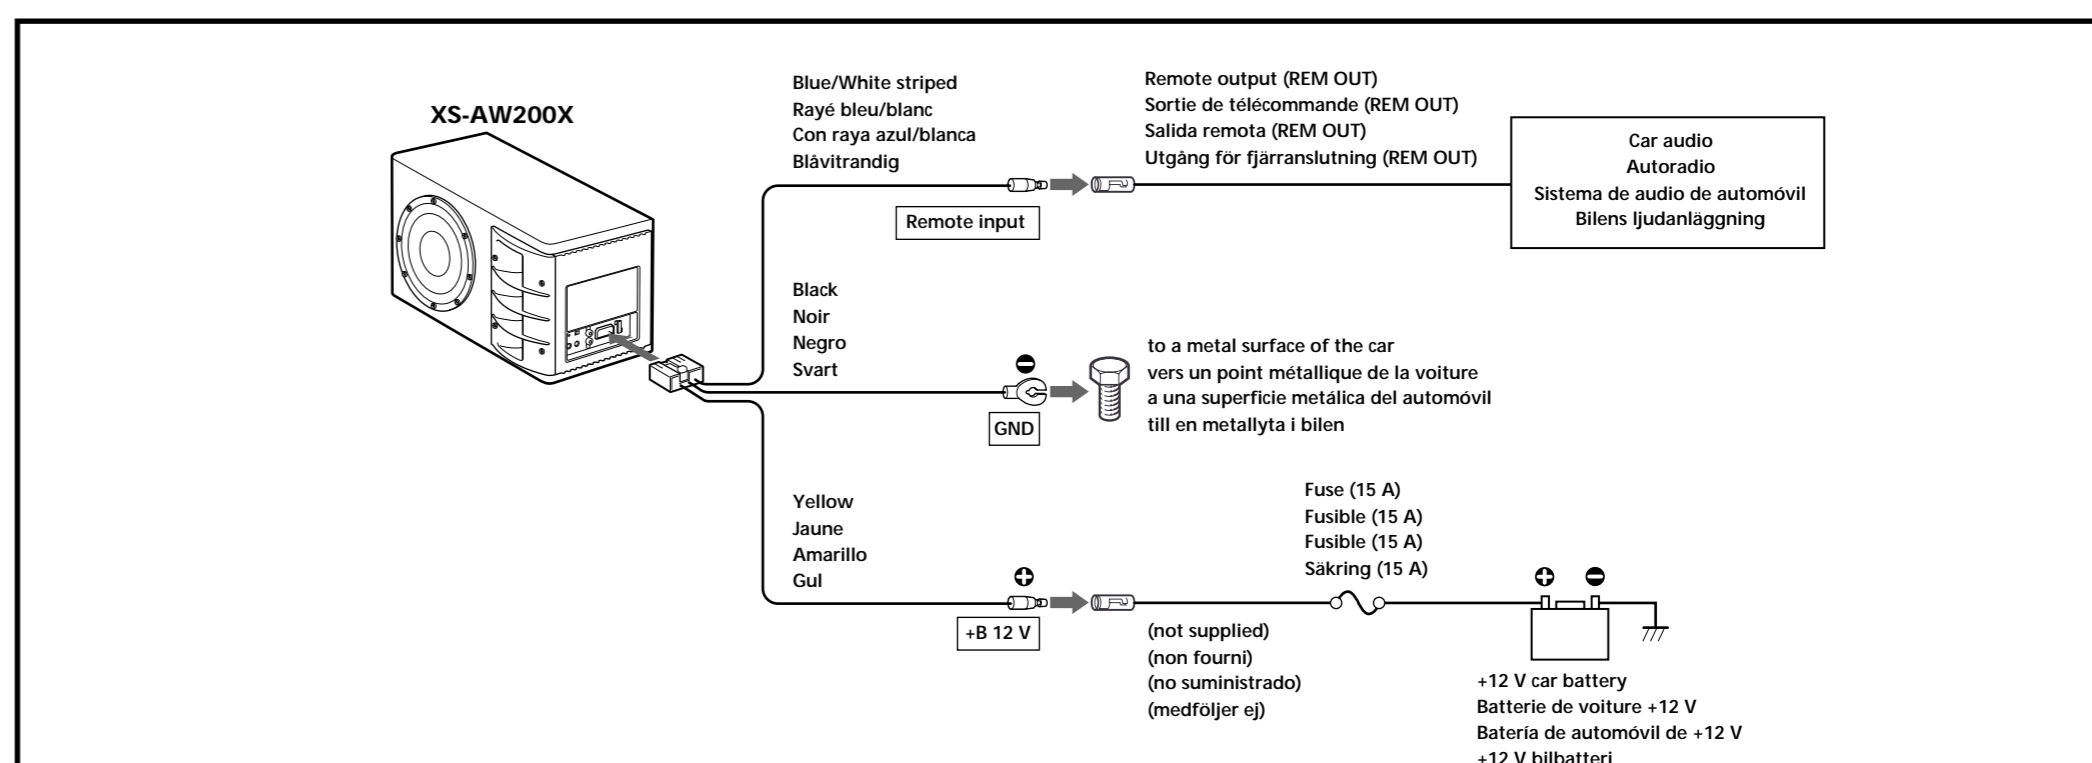 XS-AW200X
Blue/White striped
Rayé bleu/blanc
Con raya azul/blanca
Blåvitrandig
Remote input
Remote output (REM OUT)
Sortie de télécommande (REM OUT)
Salida remota (REM OUT)
Utgång för fjärranslutning (REM OUT)
Car audio
Autoradio
Sistema de audio de automóvil
Bilens ljudanläggning
Black
Noir
Negro
Svart
GND
to a metal surface of the car
vers un point métallique de la voiture
a una superficie metálica del automóvil
till en metallyta i bilen
Yellow
Jaune
Amarillo
Gul
+B 12 V
(not supplied)
(non fourni)
(no suministrado)
(medföljer ej)
Fuse (15 A)
Fusible (15 A)
Fusible (15 A)
Säkring (15 A)
+12 V car battery
Batterie de voiture +12 V
Batería de automóvil de +12 V
+12 V bilbatteri